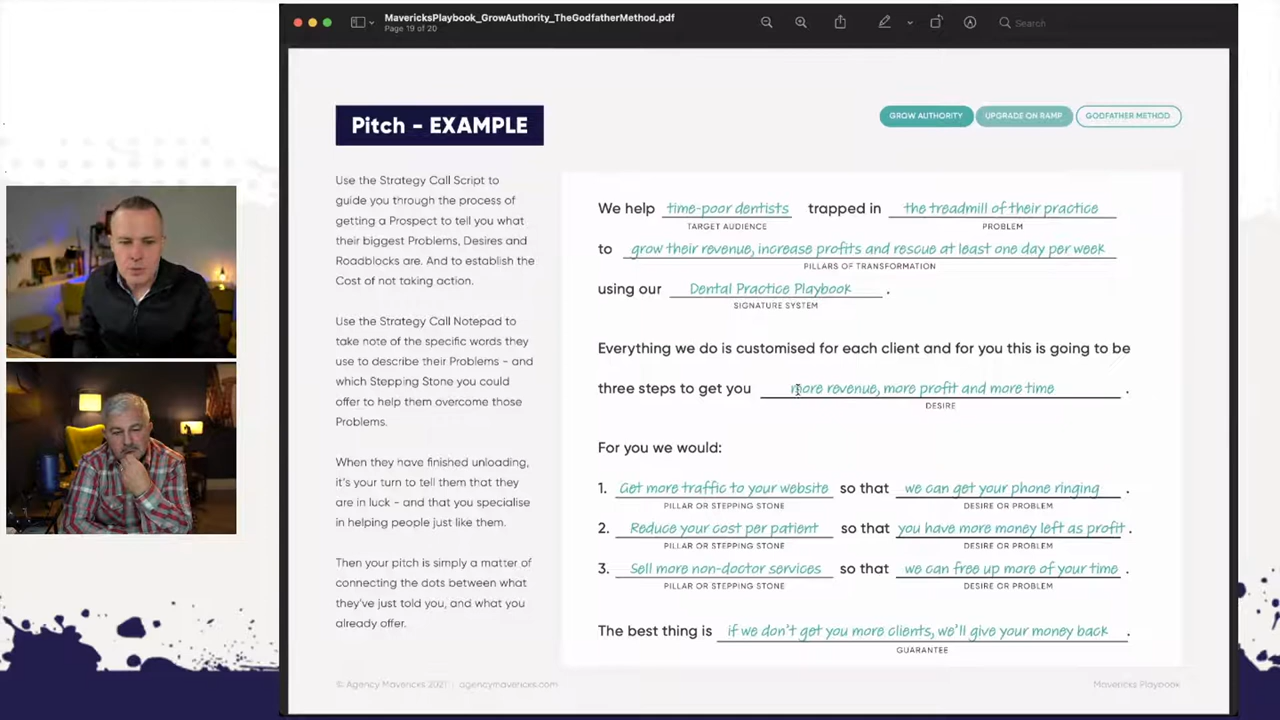 MavericksPlaybook_GrowAuthority_TheGodfatherMethod.pdf
Page 19 of 20
Search
Pitch - EXAMPLE
GROW AUTHORITY
UPGRADE ON RAMP
GODFATHER METHOD
Use the Strategy Call Script to
guide you through the process of
getting a Prospect to tell you what
their biggest Problems, Desires and
Roadblocks are. And to establish the
Cost of not taking action.
Use the Strategy Call Notepad to
take note of the specific words they
use to describe their Problems - and
which Stepping Stone you could
offer to help them overcome those
Problems.
When they have finished unloading,
it's your turn to tell them that they
are in luck - and that you specialise
in helping people just like them.
Then your pitch is simply a matter of
connecting the dots between what
they've just told you, and what you
already offer.
We help time-poor dentists trapped in the treadmill of their practice
TARGET AUDIENCE PROBLEM
to grow their revenue, increase profits and rescue at least one day per week
PILLARS OF TRANSFORMATION
using our Dental Practice Playbook .
SIGNATURE SYSTEM
Everything we do is customised for each client and for you this is going to be
three steps to get you more revenue, more profit and more time .
DESIRE
For you we would:
1. Get more traffic to your website so that we can get your phone ringing .
PILLAR OR STEPPING STONE DESIRE OR PROBLEM
2. Reduce your cost per patient so that you have more money left as profit .
PILLAR OR STEPPING STONE DESIRE OR PROBLEM
3. Sell more non-doctor services so that we can free up more of your time .
PILLAR OR STEPPING STONE DESIRE OR PROBLEM
The best thing is if we don't get you more clients, we'll give your money back .
GUARANTEE
© Agency Mavericks 2021 | agencymavericks.com
Mavericks Playbook